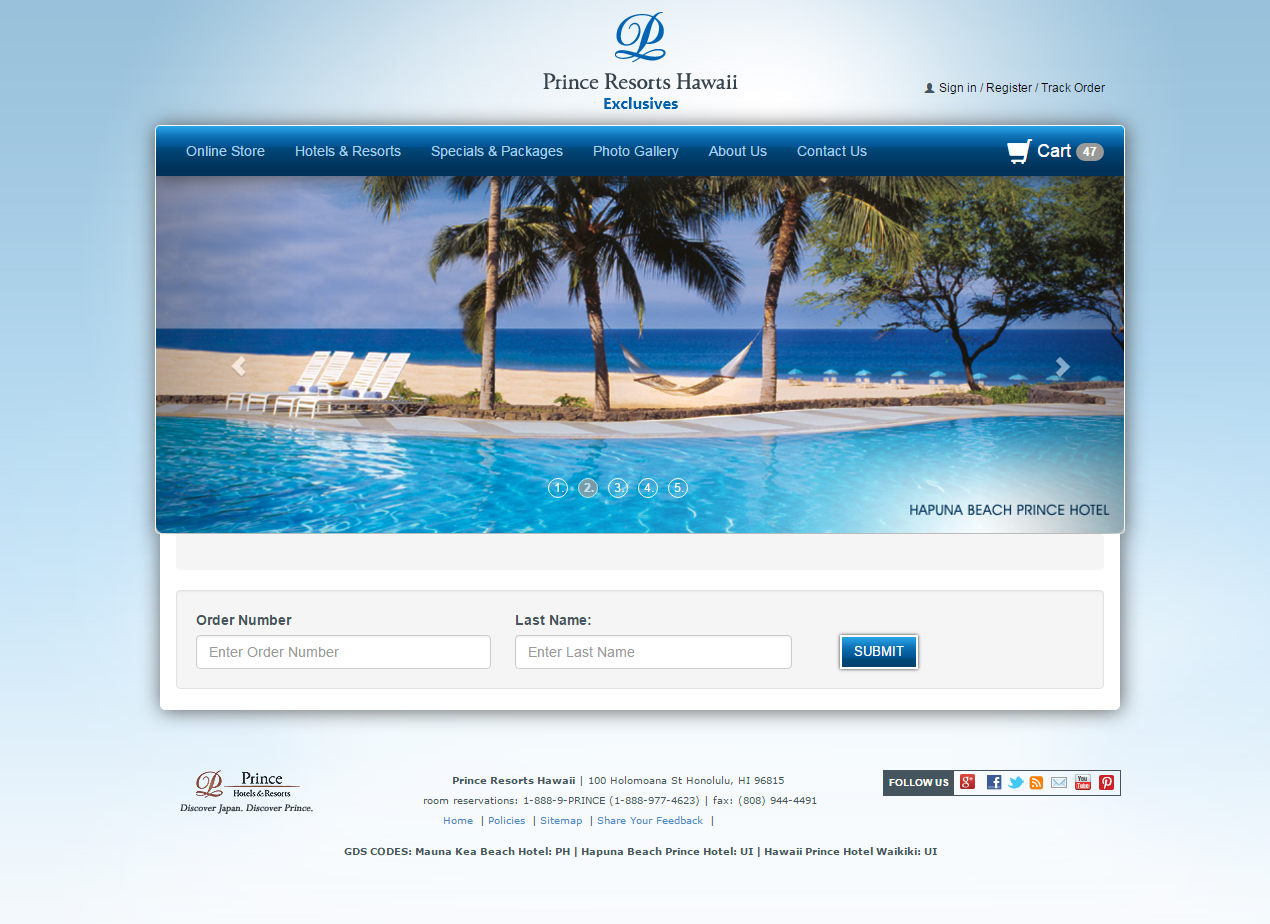 Prince Resorts Hawaii
Exclusives
Sign in / Register / Track Order
Online Store Hotels & Resorts Specials & Packages Photo Gallery About Us Contact Us Cart 47
1. 2. 3. 4. 5.
HAPUNA BEACH PRINCE HOTEL
Order Number Last Name:
Enter Order Number Enter Last Name SUBMIT
Prince
Hotels & Resorts
Discover Japan. Discover Prince.
Prince Resorts Hawaii | 100 Holomoana St Honolulu, HI 96815
room reservations: 1-888-9-PRINCE (1-888-977-4623) | fax: (808) 944-4491
Home | Policies | Sitemap | Share Your Feedback |
FOLLOW US
You Tube
GDS CODES: Mauna Kea Beach Hotel: PH | Hapuna Beach Prince Hotel: UI | Hawaii Prince Hotel Waikiki: UI